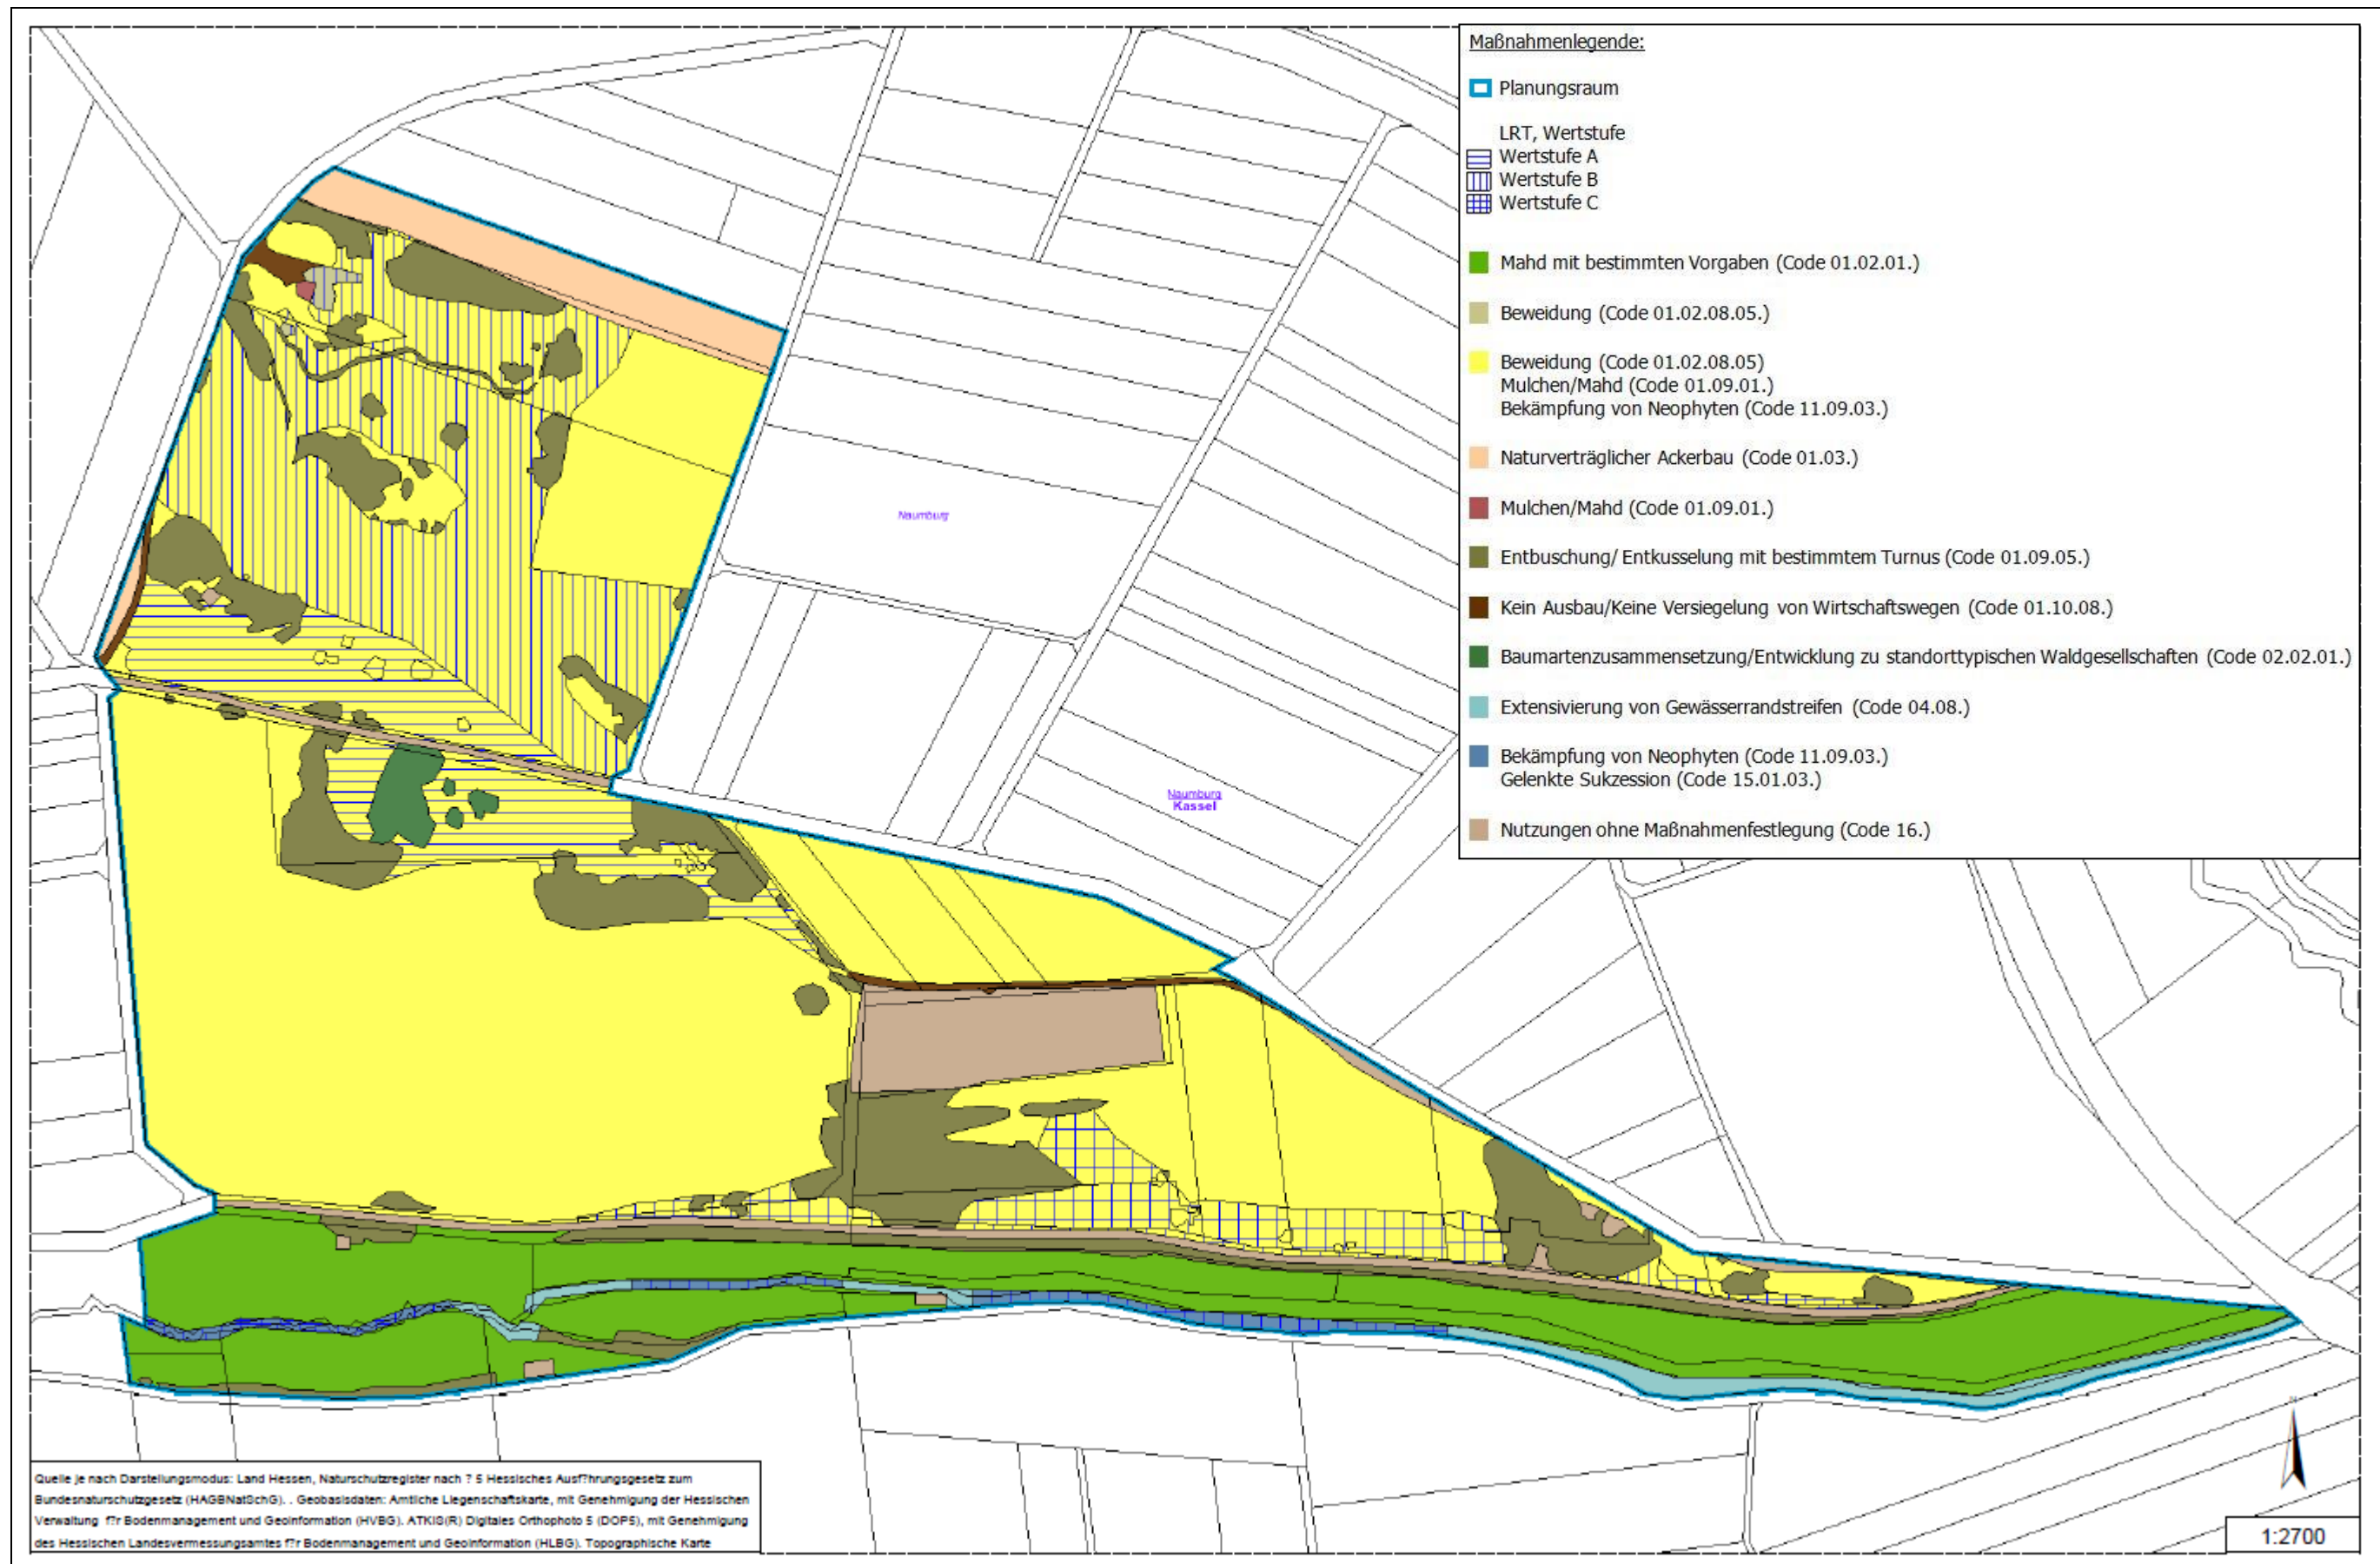 Maßnahmenlegende:
Planungsraum
LRT, Wertstufe
Wertstufe A
Wertstufe B
Wertstufe C
Mahd mit bestimmten Vorgaben (Code 01.02.01.)
Beweidung (Code 01.02.08.05.)
Beweidung (Code 01.02.08.05)
Mulchen/Mahd (Code 01.09.01.)
Bekämpfung von Neophyten (Code 11.09.03.)
Naturverträglicher Ackerbau (Code 01.03.)
Mulchen/Mahd (Code 01.09.01.)
Entbuschung/ Entkusselung mit bestimmtem Turnus (Code 01.09.05.)
Kein Ausbau/Keine Versiegelung von Wirtschaftswegen (Code 01.10.08.)
Baumartenzusammensetzung/Entwicklung zu standorttypischen Waldgesellschaften (Code 02.02.01.)
Extensivierung von Gewässerrandstreifen (Code 04.08.)
Bekämpfung von Neophyten (Code 11.09.03.)
Gelenkte Sukzession (Code 15.01.03.)
Nutzungen ohne Maßnahmenfestlegung (Code 16.)
Naumburg
Naumburg
Kassel
N
Quelle je nach Darstellungsmodus: Land Hessen, Naturschutzregister nach ? 5 Hessisches Ausf?hrungsgesetz zum
Bundesnaturschutzgesetz (HAGBNatSchG). . Geobasisdaten: Amtliche Liegenschaftskarte, mit Genehmigung der Hessischen
Verwaltung f?r Bodenmanagement und Geoinformation (HVBG). ATKIS(R) Digitales Orthophoto 5 (DOP5), mit Genehmigung
des Hessischen Landesvermessungsamtes f?r Bodenmanagement und Geoinformation (HLBG). Topographische Karte
1:2700